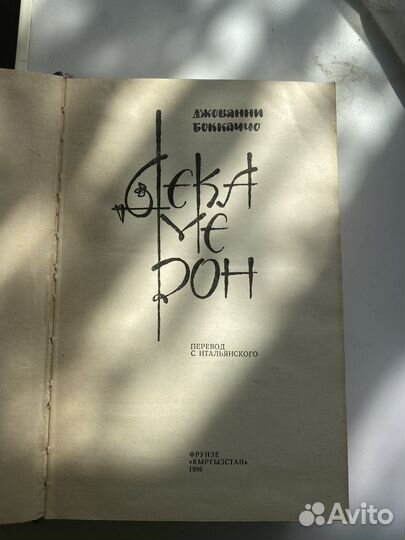 ДЖОВАННИ
БОККАЧЧО
ДЕКА
МЕ
РОН
ПЕРЕВОД
С ИТАЛЬЯНСКОГО
ФРУНЗЕ
«КЫРГЫЗСТАН»
1986
Avito